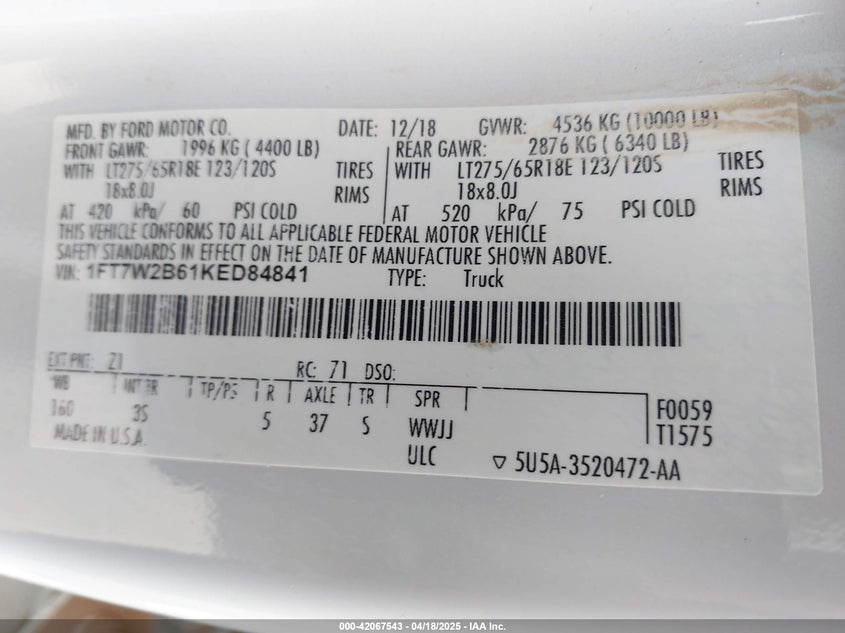 MFD. BY FORD MOTOR CO. DATE: 12/18 GVWR: 4536 KG (10000 LB)
FRONT GAWR: 1996 KG ( 4400 LB) REAR GAWR: 2876 KG ( 6340 LB)
WITH LT275/65R18E 123/120S TIRES WITH LT275/65R18E 123/120S TIRES
18x8.0J RIMS 18x8.0J RIMS
AT 420 kPa/ 60 PSI COLD AT 520 kPa/ 75 PSI COLD
THIS VEHICLE CONFORMS TO ALL APPLICABLE FEDERAL MOTOR VEHICLE
SAFETY STANDARDS IN EFFECT ON THE DATE OF MANUFACTURE SHOWN ABOVE.
VIN: 1FT7W2B61KED84841 TYPE: Truck
EXT PNT: Z1 RC: 71 DSO:
WB INT TR TP/PS R AXLE TR SPR
160 3S 5 37 S WWJJ F0059
MADE IN U.S.A. ULC T1575
▽ 5U5A-3520472-AA
000-42067543 - 04/18/2025 - IAA Inc.